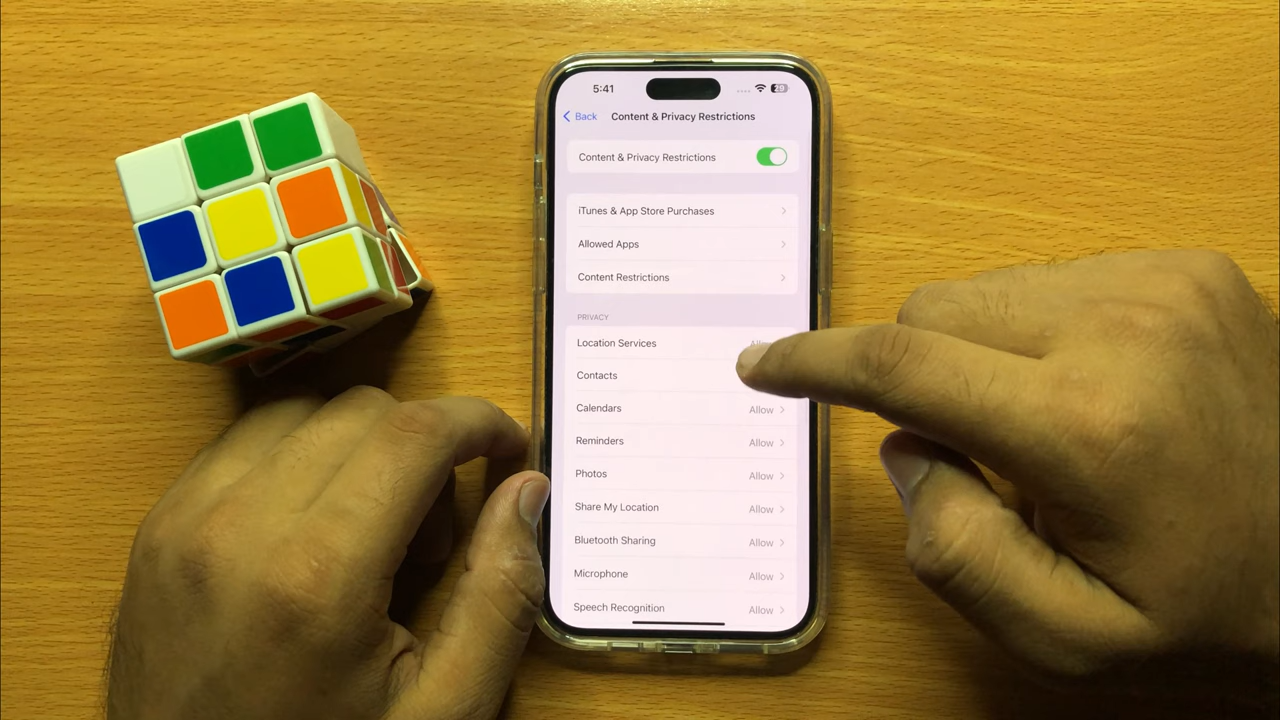 5:41
29
Back Content & Privacy Restrictions
Content & Privacy Restrictions
iTunes & App Store Purchases
Allowed Apps
Content Restrictions
PRIVACY
Location Services
Contacts
Calendars Allow
Reminders Allow
Photos Allow
Share My Location Allow
Bluetooth Sharing Allow
Microphone Allow
Speech Recognition Allow